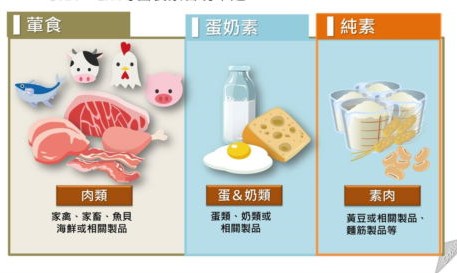 葷食
蛋奶素
純素
肉類
家禽、家畜、魚貝
海鮮或相關製品
蛋&奶類
蛋類、奶類或
相關製品
素肉
黃豆或相關製品、
麵筋製品等